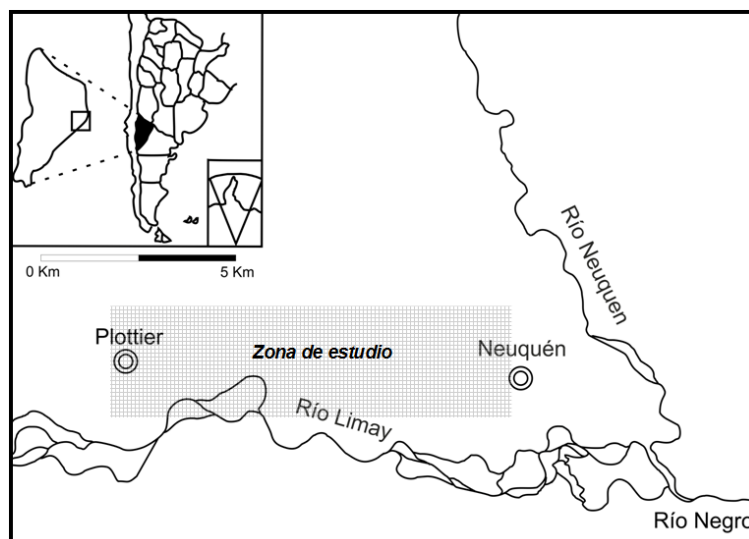 0 Km
5 Km
Río Neuquen
Plottier
Zona de estudio
Neuquén
Río Limay
Río Negro